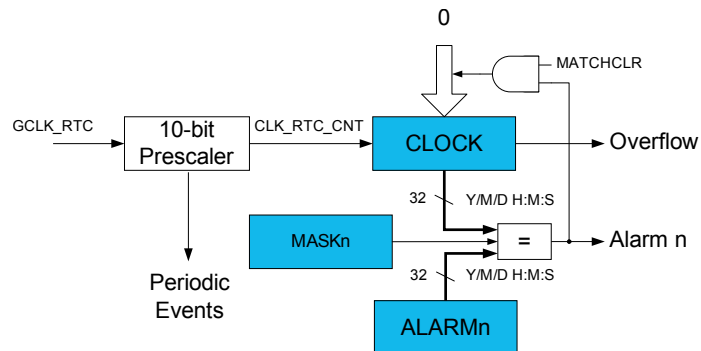 0
MATCHCLR
GCLK_RTC
10-bit
Prescaler
CLK_RTC_CNT
CLOCK
Overflow
32
Y/M/D H:M:S
MASKn
=
Alarm n
Periodic
Events
32
Y/M/D H:M:S
ALARMn